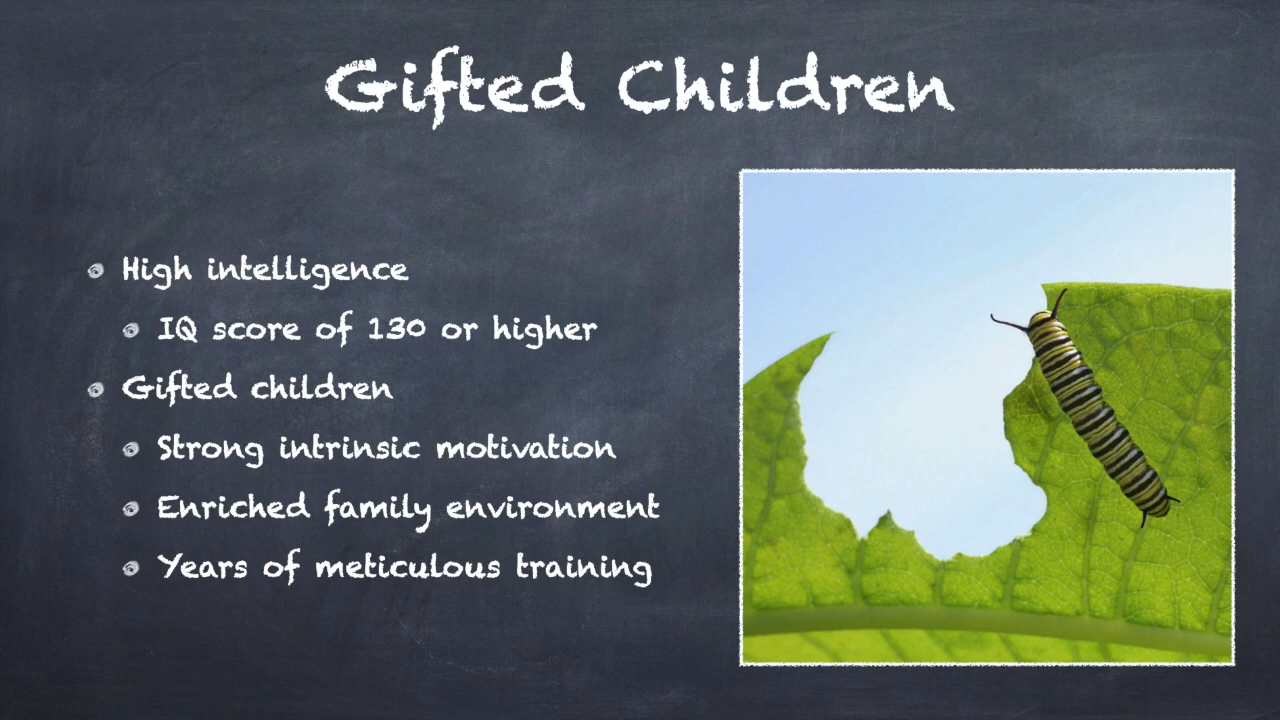 Gifted Children
High intelligence
IQ score of 130 or higher
Gifted children
Strong intrinsic motivation
Enriched family environment
Years of meticulous training